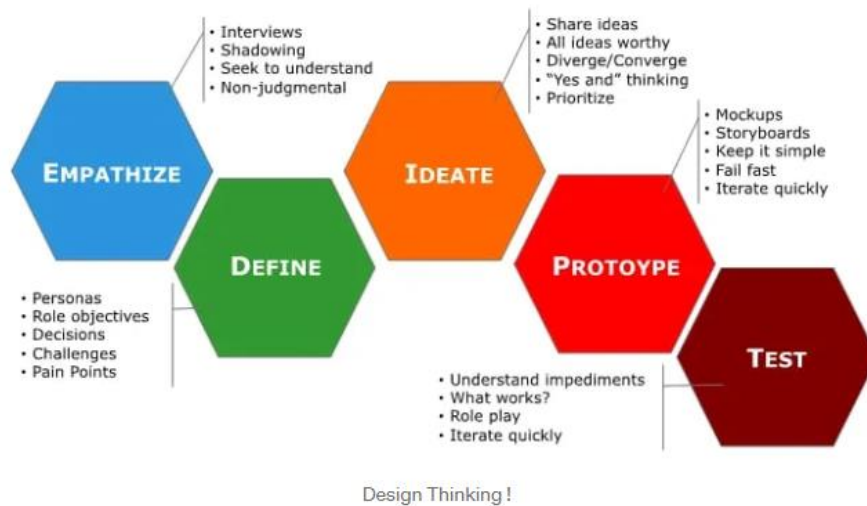 • Interviews
• Shadowing
• Seek to understand
• Non-judgmental
EMPATHIZE
DEFINE
• Personas
• Role objectives
• Decisions
• Challenges
• Pain Points
• Share ideas
• All ideas worthy
• Diverge/Converge
• “Yes and” thinking
• Prioritize
IDEATE
• Mockups
• Storyboards
• Keep it simple
• Fail fast
• Iterate quickly
PROTOYPE
TEST
• Understand impediments
• What works?
• Role play
• Iterate quickly
Design Thinking !